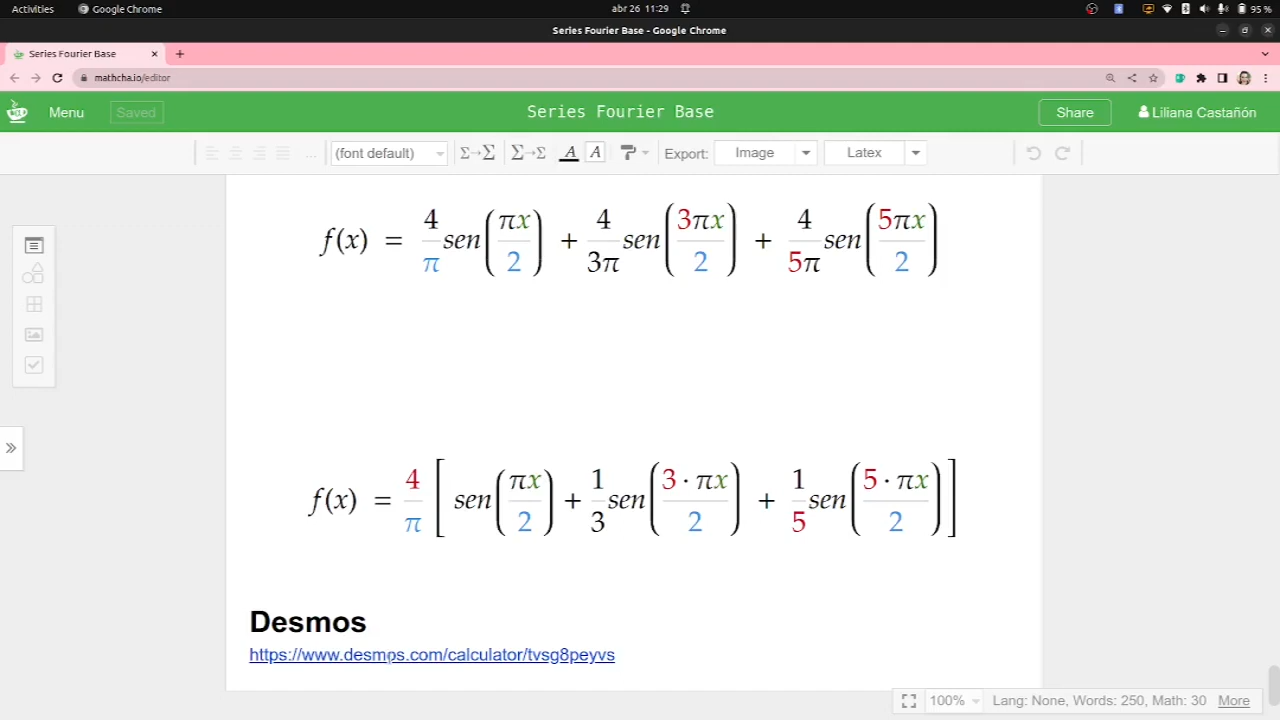 Activities Google Chrome abr 26 11:29 95 %
Series Fourier Base - Google Chrome
Series Fourier Base
mathcha.io/editor
Menu Saved Series Fourier Base Share Liliana Castañón
... (font default) Σ→Σ Σ→Σ A A Export: Image Latex
f(x) = 4/π sen(πx/2) + 4/3π sen(3πx/2) + 4/5π sen(5πx/2)
f(x) = 4/π [ sen(πx/2) + 1/3 sen(3 · πx/2) + 1/5 sen(5 · πx/2) ]
Desmos
https://www.desmos.com/calculator/tvsg8peyvs
100% Lang: None, Words: 250, Math: 30 More